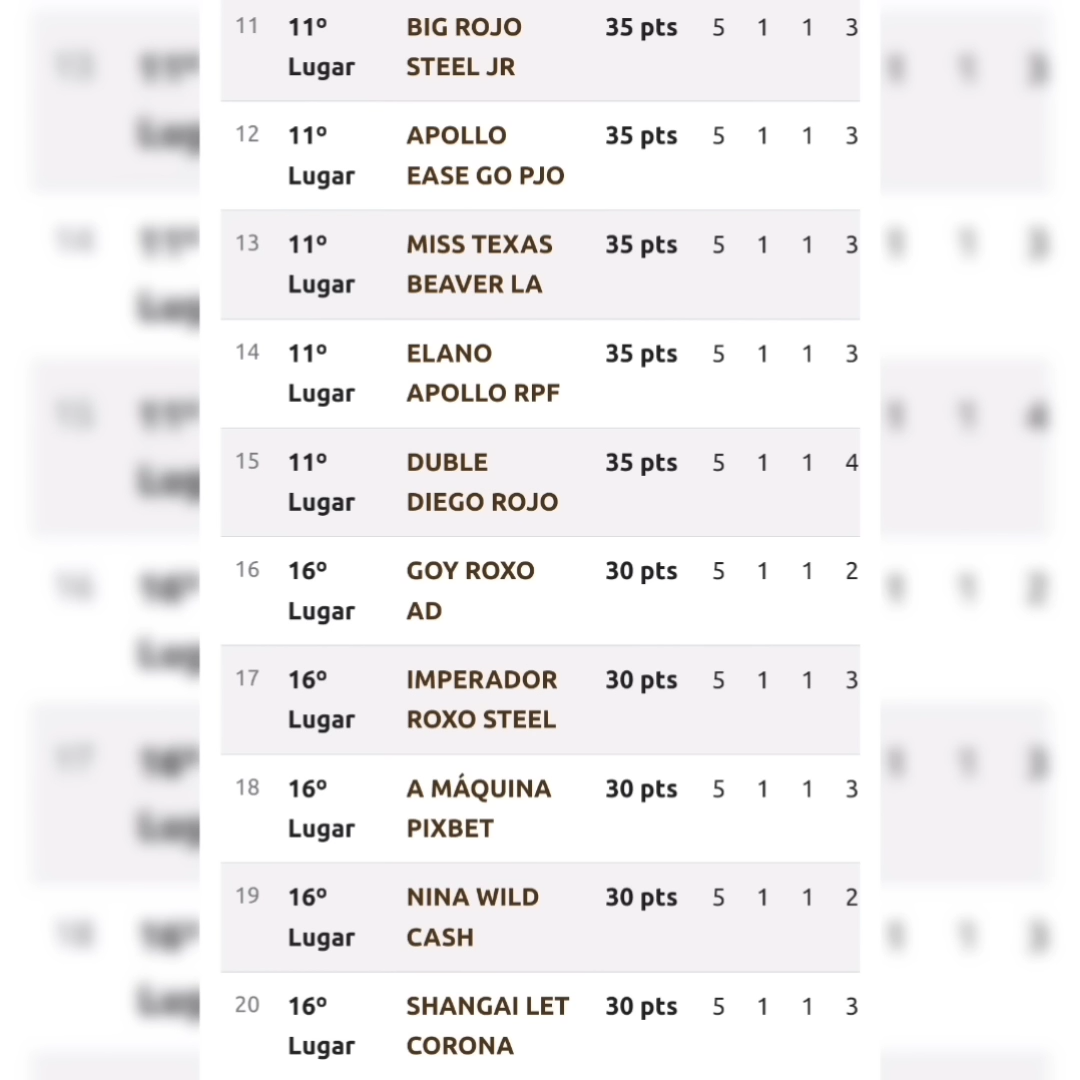 11 11º BIG ROJO 35 pts 5 1 1 3
Lugar STEEL JR
12 11º APOLLO 35 pts 5 1 1 3
Lugar EASE GO PJO
13 11º MISS TEXAS 35 pts 5 1 1 3
Lugar BEAVER LA
14 11º ELANO 35 pts 5 1 1 3
Lugar APOLLO RPF
15 11º DUBLE 35 pts 5 1 1 4
Lugar DIEGO ROJO
16 16º GOY ROXO 30 pts 5 1 1 2
Lugar AD
17 16º IMPERADOR 30 pts 5 1 1 3
Lugar ROXO STEEL
18 16º A MÁQUINA 30 pts 5 1 1 3
Lugar PIXBET
19 16º NINA WILD 30 pts 5 1 1 2
Lugar CASH
20 16º SHANGAI LET 30 pts 5 1 1 3
Lugar CORONA